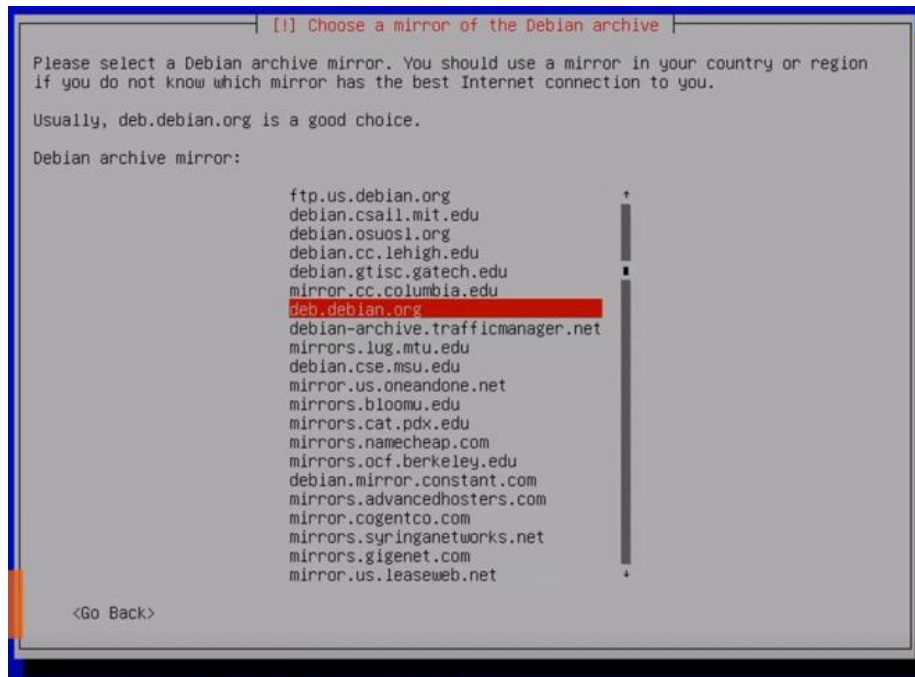 [!] Choose a mirror of the Debian archive
Please select a Debian archive mirror. You should use a mirror in your country or region
if you do not know which mirror has the best Internet connection to you.
Usually, deb.debian.org is a good choice.
Debian archive mirror:
ftp.us.debian.org
debian.csail.mit.edu
debian.osuosl.org
debian.cc.lehigh.edu
debian.gtisc.gatech.edu
mirror.cc.columbia.edu
deb.debian.org
debian-archive.trafficmanager.net
mirrors.lug.mtu.edu
debian.cse.msu.edu
mirror.us.oneandone.net
mirrors.bloomu.edu
mirrors.cat.pdx.edu
mirrors.namecheap.com
mirrors.ocf.berkeley.edu
debian.mirror.constant.com
mirrors.advancedhosters.com
mirror.cogentco.com
mirrors.syringanetworks.net
mirrors.gigenet.com
mirror.us.leaseweb.net
<Go Back>